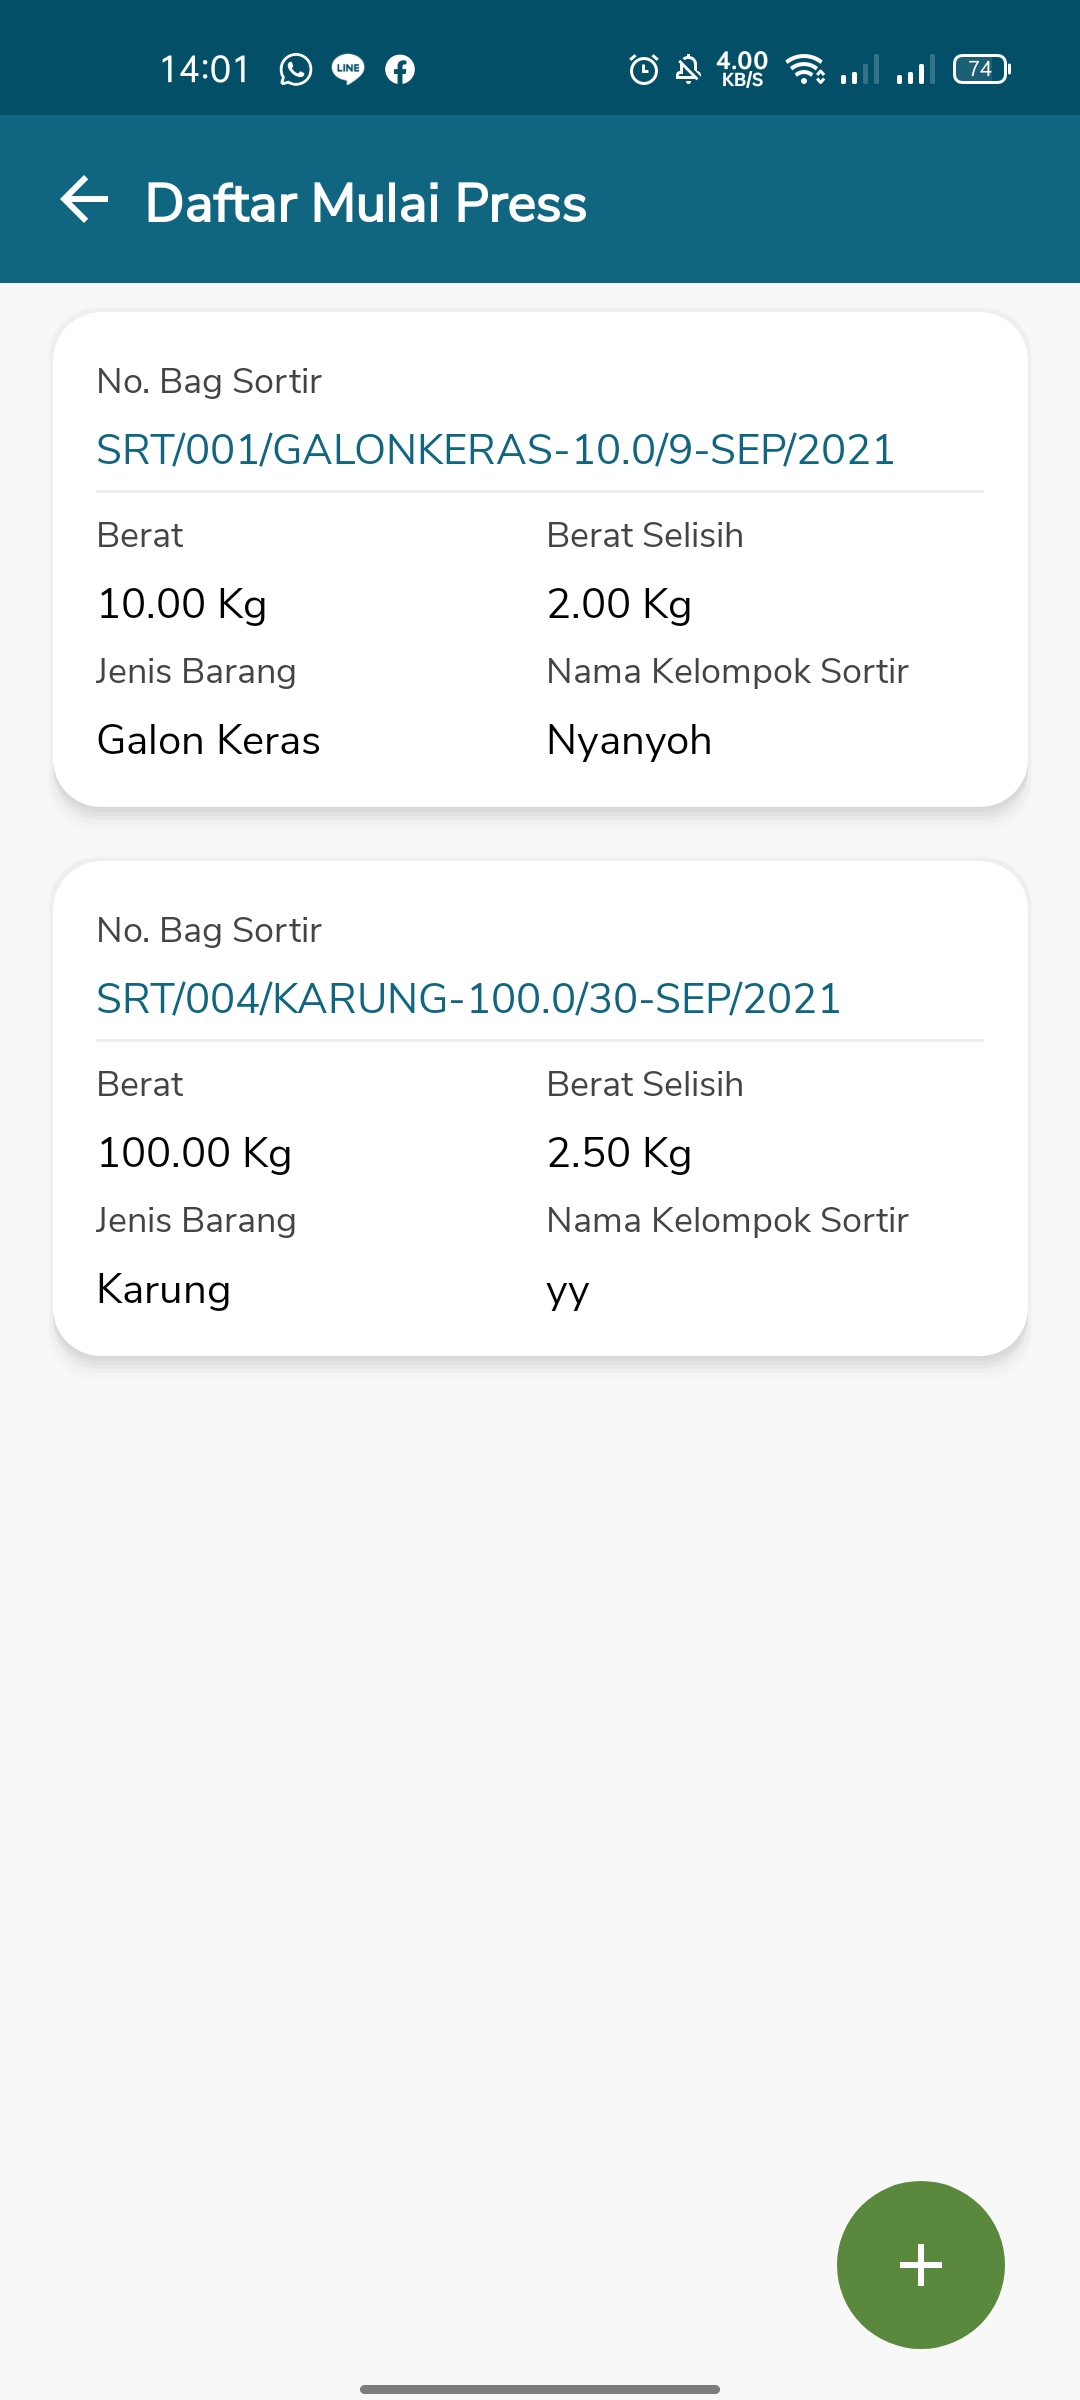 14:01 LINE 4.00 KB/S 74
Daftar Mulai Press
No. Bag Sortir
SRT/001/GALONKERAS-10.0/9-SEP/2021
Berat Berat Selisih
10.00 Kg 2.00 Kg
Jenis Barang Nama Kelompok Sortir
Galon Keras Nyanyoh
No. Bag Sortir
SRT/004/KARUNG-100.0/30-SEP/2021
Berat Berat Selisih
100.00 Kg 2.50 Kg
Jenis Barang Nama Kelompok Sortir
Karung yy